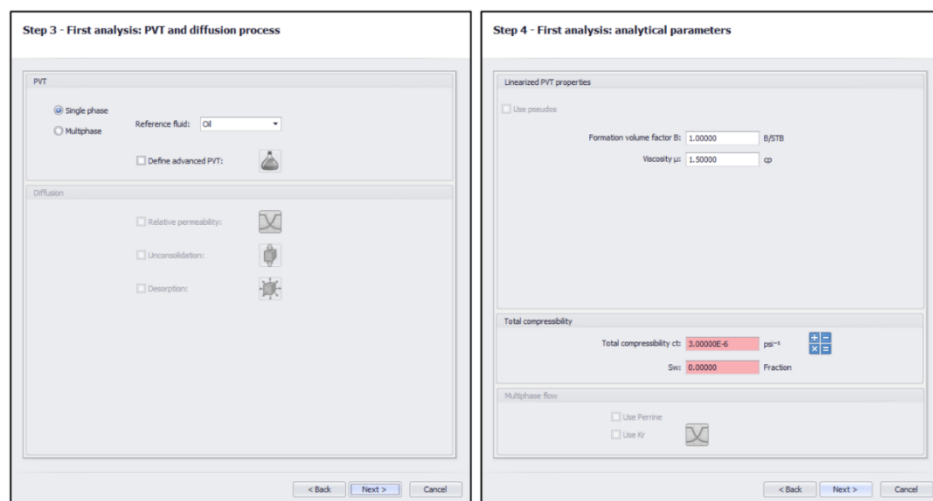 Step 3 - First analysis: PVT and diffusion process
PVT
Single phase
Multiphase
Reference fluid: Oil
Define advanced PVT:
Diffusion
Relative permeability:
Unconsolidation:
Desorption:
< Back Next > Cancel
Step 4 - First analysis: analytical parameters
Linearized PVT properties
Use pseudos
Formation volume factor B: 1.00000 B/STB
Viscosity μ: 1.50000 cp
Total compressibility
Total compressibility ct: 3.00000E-6 psi⁻¹
Sw: 0.00000 Fraction
Multiphase flow
Use Perrine
Use Kr
< Back Next > Cancel